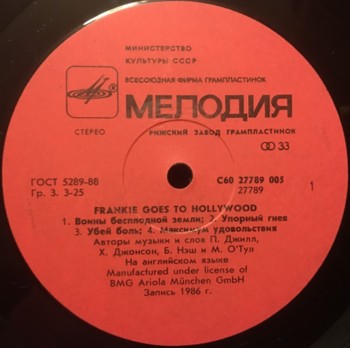 МИНИСТЕРСТВО
КУЛЬТУРЫ СССР
ВСЕСОЮЗНАЯ ФИРМА ГРАМПЛАСТИНОК
МЕЛОДИЯ
СТЕРЕО
РИЖСКИЙ ЗАВОД ГРАМПЛАСТИНОК
33
ГОСТ 5289-88
Гр. 3. 3-25
С60 27789 005
27789
1
FRANKIE GOES TO HOLLYWOOD
1. Воины бесплодной земли; 2. Упорный гнев
3. Убей боль; 4. Максимум удовольствия
Авторы музыки и слов П. Джилл,
Х. Джонсон, Б. Нэш и М. О'Тул
На английском языке
Manufactured under license of
BMG Ariola München GmbH
Запись 1986 г.